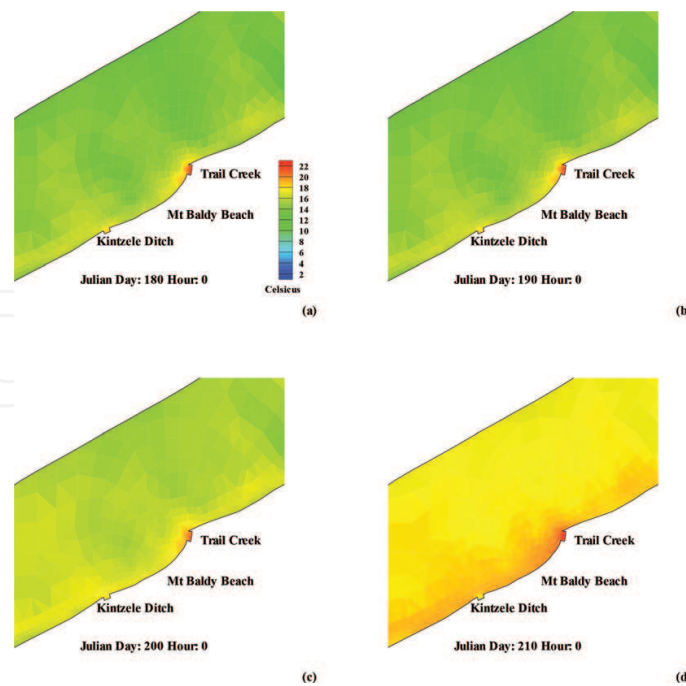 Trail Creek
Mt Baldy Beach
Kintzele Ditch
Julian Day: 180 Hour: 0
22
20
18
16
14
12
10
8
6
4
2
Celsicus
(a)
Trail Creek
Mt Baldy Beach
Kintzele Ditch
Julian Day: 190 Hour: 0
(b
Trail Creek
Mt Baldy Beach
Kintzele Ditch
Julian Day: 200 Hour: 0
(c)
Trail Creek
Mt Baldy Beach
Kintzele Ditch
Julian Day: 210 Hour: 0
(d